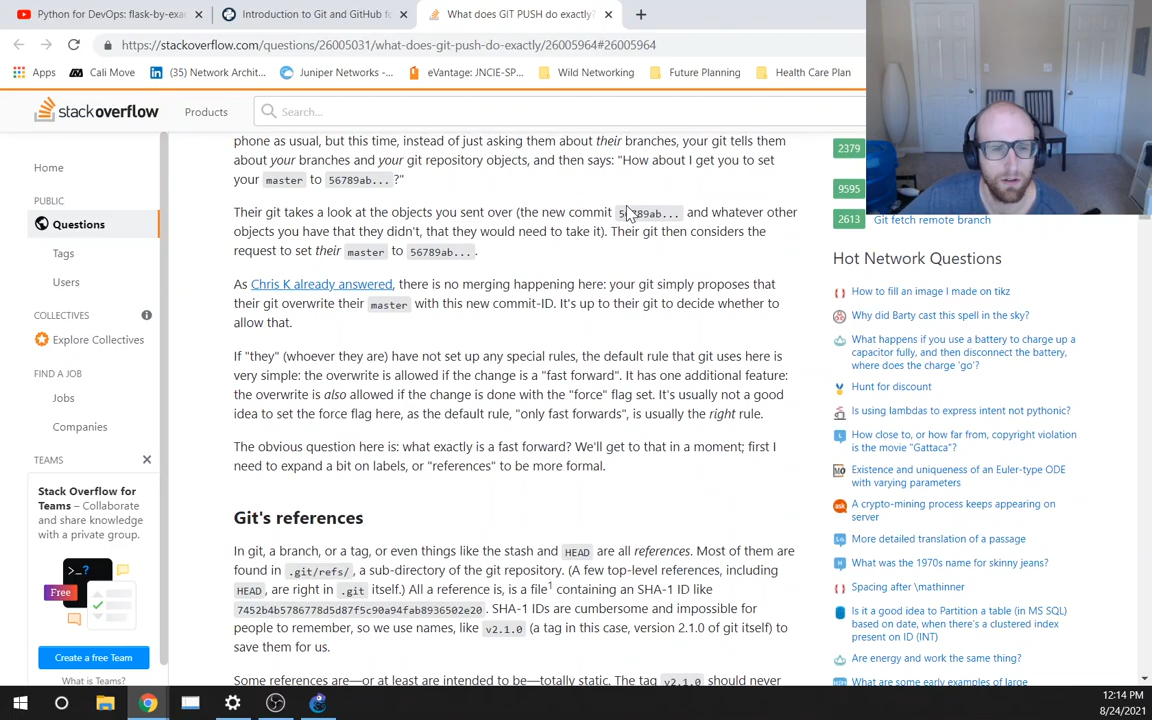 Python for DevOps: flask-by-exa
Introduction to Git and GitHub fo
What does GIT PUSH do exactly?
https://stackoverflow.com/questions/26005031/what-does-git-push-do-exactly/26005964#26005964
Apps
Cali Move
(35) Network Archit...
Juniper Networks -...
eVantage: JNCIE-SP...
Wild Networking
Future Planning
Health Care Plan
stackoverflow
Products
Search...
Home
PUBLIC
Questions
Tags
Users
COLLECTIVES
Explore Collectives
FIND A JOB
Jobs
Companies
TEAMS
Stack Overflow for
Teams – Collaborate
and share knowledge
with a private group.
>_?
Free
Create a free Team
What is Teams?
phone as usual, but this time, instead of just asking them about their branches, your git tells them
about your branches and your git repository objects, and then says: "How about I get you to set
your master to 56789ab... ?"
Their git takes a look at the objects you sent over (the new commit 56789ab... and whatever other
objects you have that they didn't, that they would need to take it). Their git then considers the
request to set their master to 56789ab... .
As Chris K already answered, there is no merging happening here: your git simply proposes that
their git overwrite their master with this new commit-ID. It's up to their git to decide whether to
allow that.
If "they" (whoever they are) have not set up any special rules, the default rule that git uses here is
very simple: the overwrite is allowed if the change is a "fast forward". It has one additional feature:
the overwrite is also allowed if the change is done with the "force" flag set. It's usually not a good
idea to set the force flag here, as the default rule, "only fast forwards", is usually the right rule.
The obvious question here is: what exactly is a fast forward? We'll get to that in a moment; first I
need to expand a bit on labels, or "references" to be more formal.
Git's references
In git, a branch, or a tag, or even things like the stash and HEAD are all references. Most of them are
found in .git/refs/ , a sub-directory of the git repository. (A few top-level references, including
HEAD , are right in .git itself.) All a reference is, is a file1 containing an SHA-1 ID like
7452b4b5786778d5d87f5c90a94fab8936502e20 . SHA-1 IDs are cumbersome and impossible for
people to remember, so we use names, like v2.1.0 (a tag in this case, version 2.1.0 of git itself) to
save them for us.
Some references are—or at least are intended to be—totally static. The tag v2.1.0 should never
2379
9595
2613 Git fetch remote branch
Hot Network Questions
How to fill an image I made on tikz
Why did Barty cast this spell in the sky?
What happens if you use a battery to charge up a
capacitor fully, and then disconnect the battery,
where does the charge 'go'?
Hunt for discount
Is using lambdas to express intent not pythonic?
How close to, or how far from, copyright violation
is the movie "Gattaca"?
Existence and uniqueness of an Euler-type ODE
with varying parameters
A crypto-mining process keeps appearing on
server
More detailed translation of a passage
What was the 1970s name for skinny jeans?
Spacing after \mathinner
Is it a good idea to Partition a table (in MS SQL)
based on date, when there's a clustered index
present on ID (INT)
Are energy and work the same thing?
What are some early examples of large
12:14 PM
8/24/2021